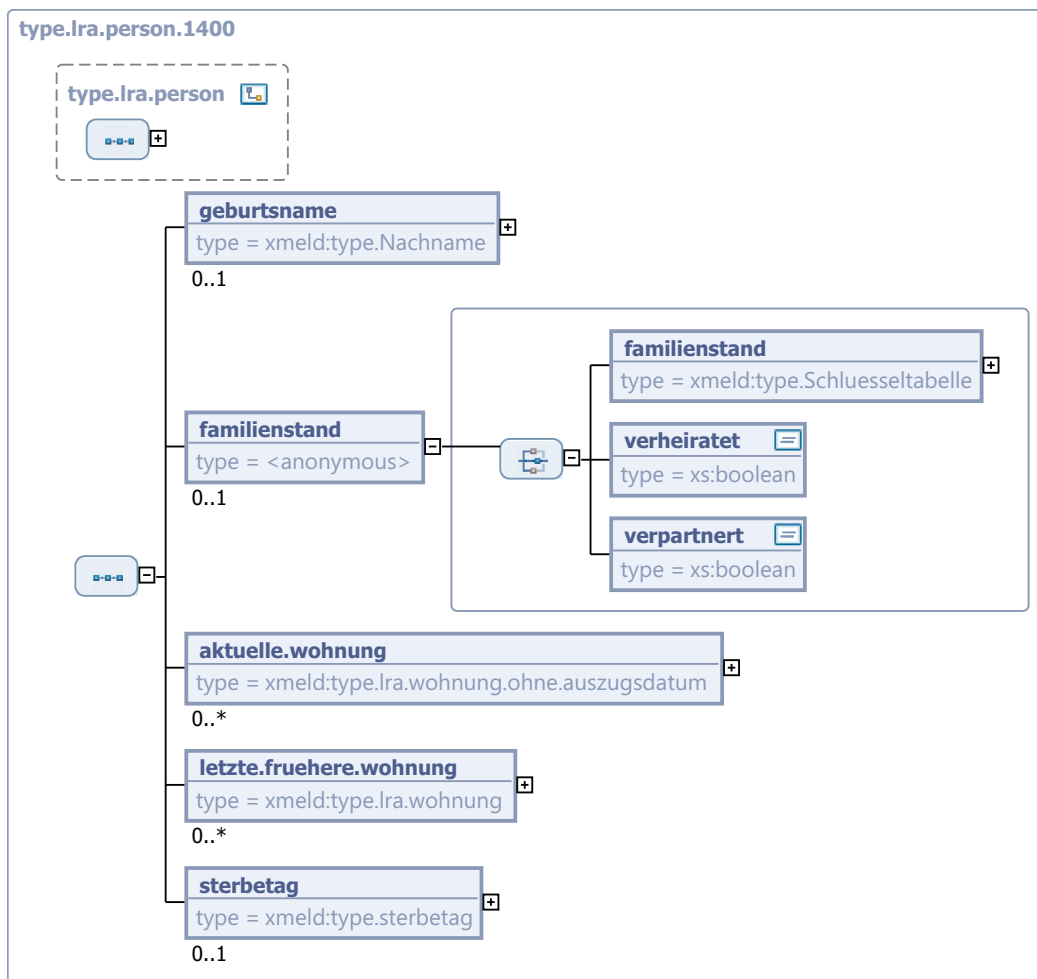 type.lra.person.1400
type.lra.person
geburtsname
type = xmeld:type.Nachname
0..1
familienstand
type = <anonymous>
0..1
familienstand
type = xmeld:type.Schluesseltabelle
verheiratet
type = xs:boolean
verpartnert
type = xs:boolean
aktuelle.wohnung
type = xmeld:type.lra.wohnung.ohne.auszugsdatum
0..*
letzte.fruehere.wohnung
type = xmeld:type.lra.wohnung
0..*
sterbetag
type = xmeld:type.sterbetag
0..1